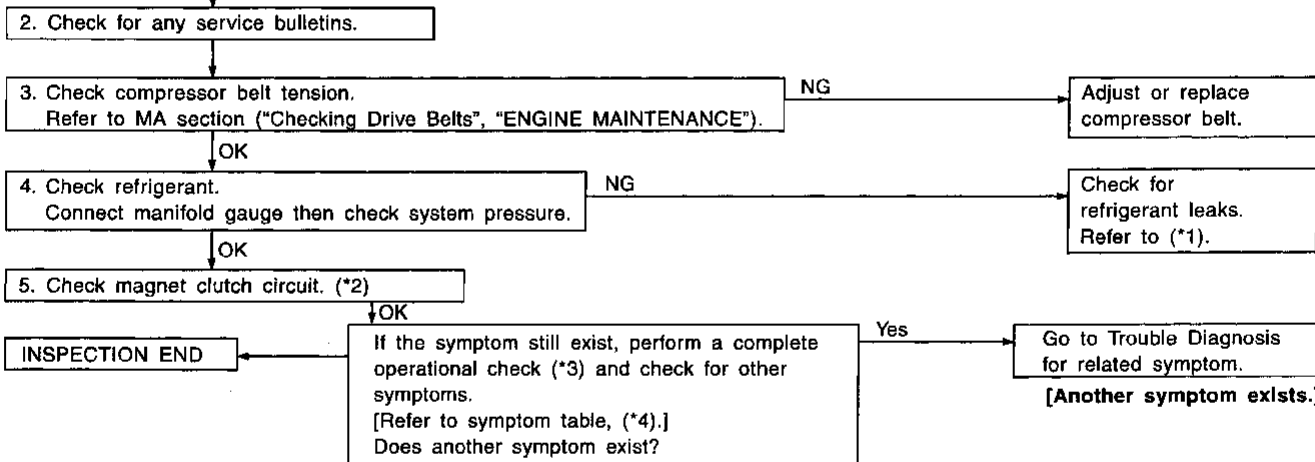 2. Check for any service bulletins.
3. Check compressor belt tension.
Refer to MA section ("Checking Drive Belts", "ENGINE MAINTENANCE").
NG
Adjust or replace
compressor belt.
OK
4. Check refrigerant.
Connect manifold gauge then check system pressure.
NG
Check for
refrigerant leaks.
Refer to (*1).
OK
5. Check magnet clutch circuit. (*2)
OK
If the symptom still exist, perform a complete
operational check (*3) and check for other
symptoms.
[Refer to symptom table, (*4).]
Does another symptom exist?
INSPECTION END
Yes
Go to Trouble Diagnosis
for related symptom.
[Another symptom exists.]